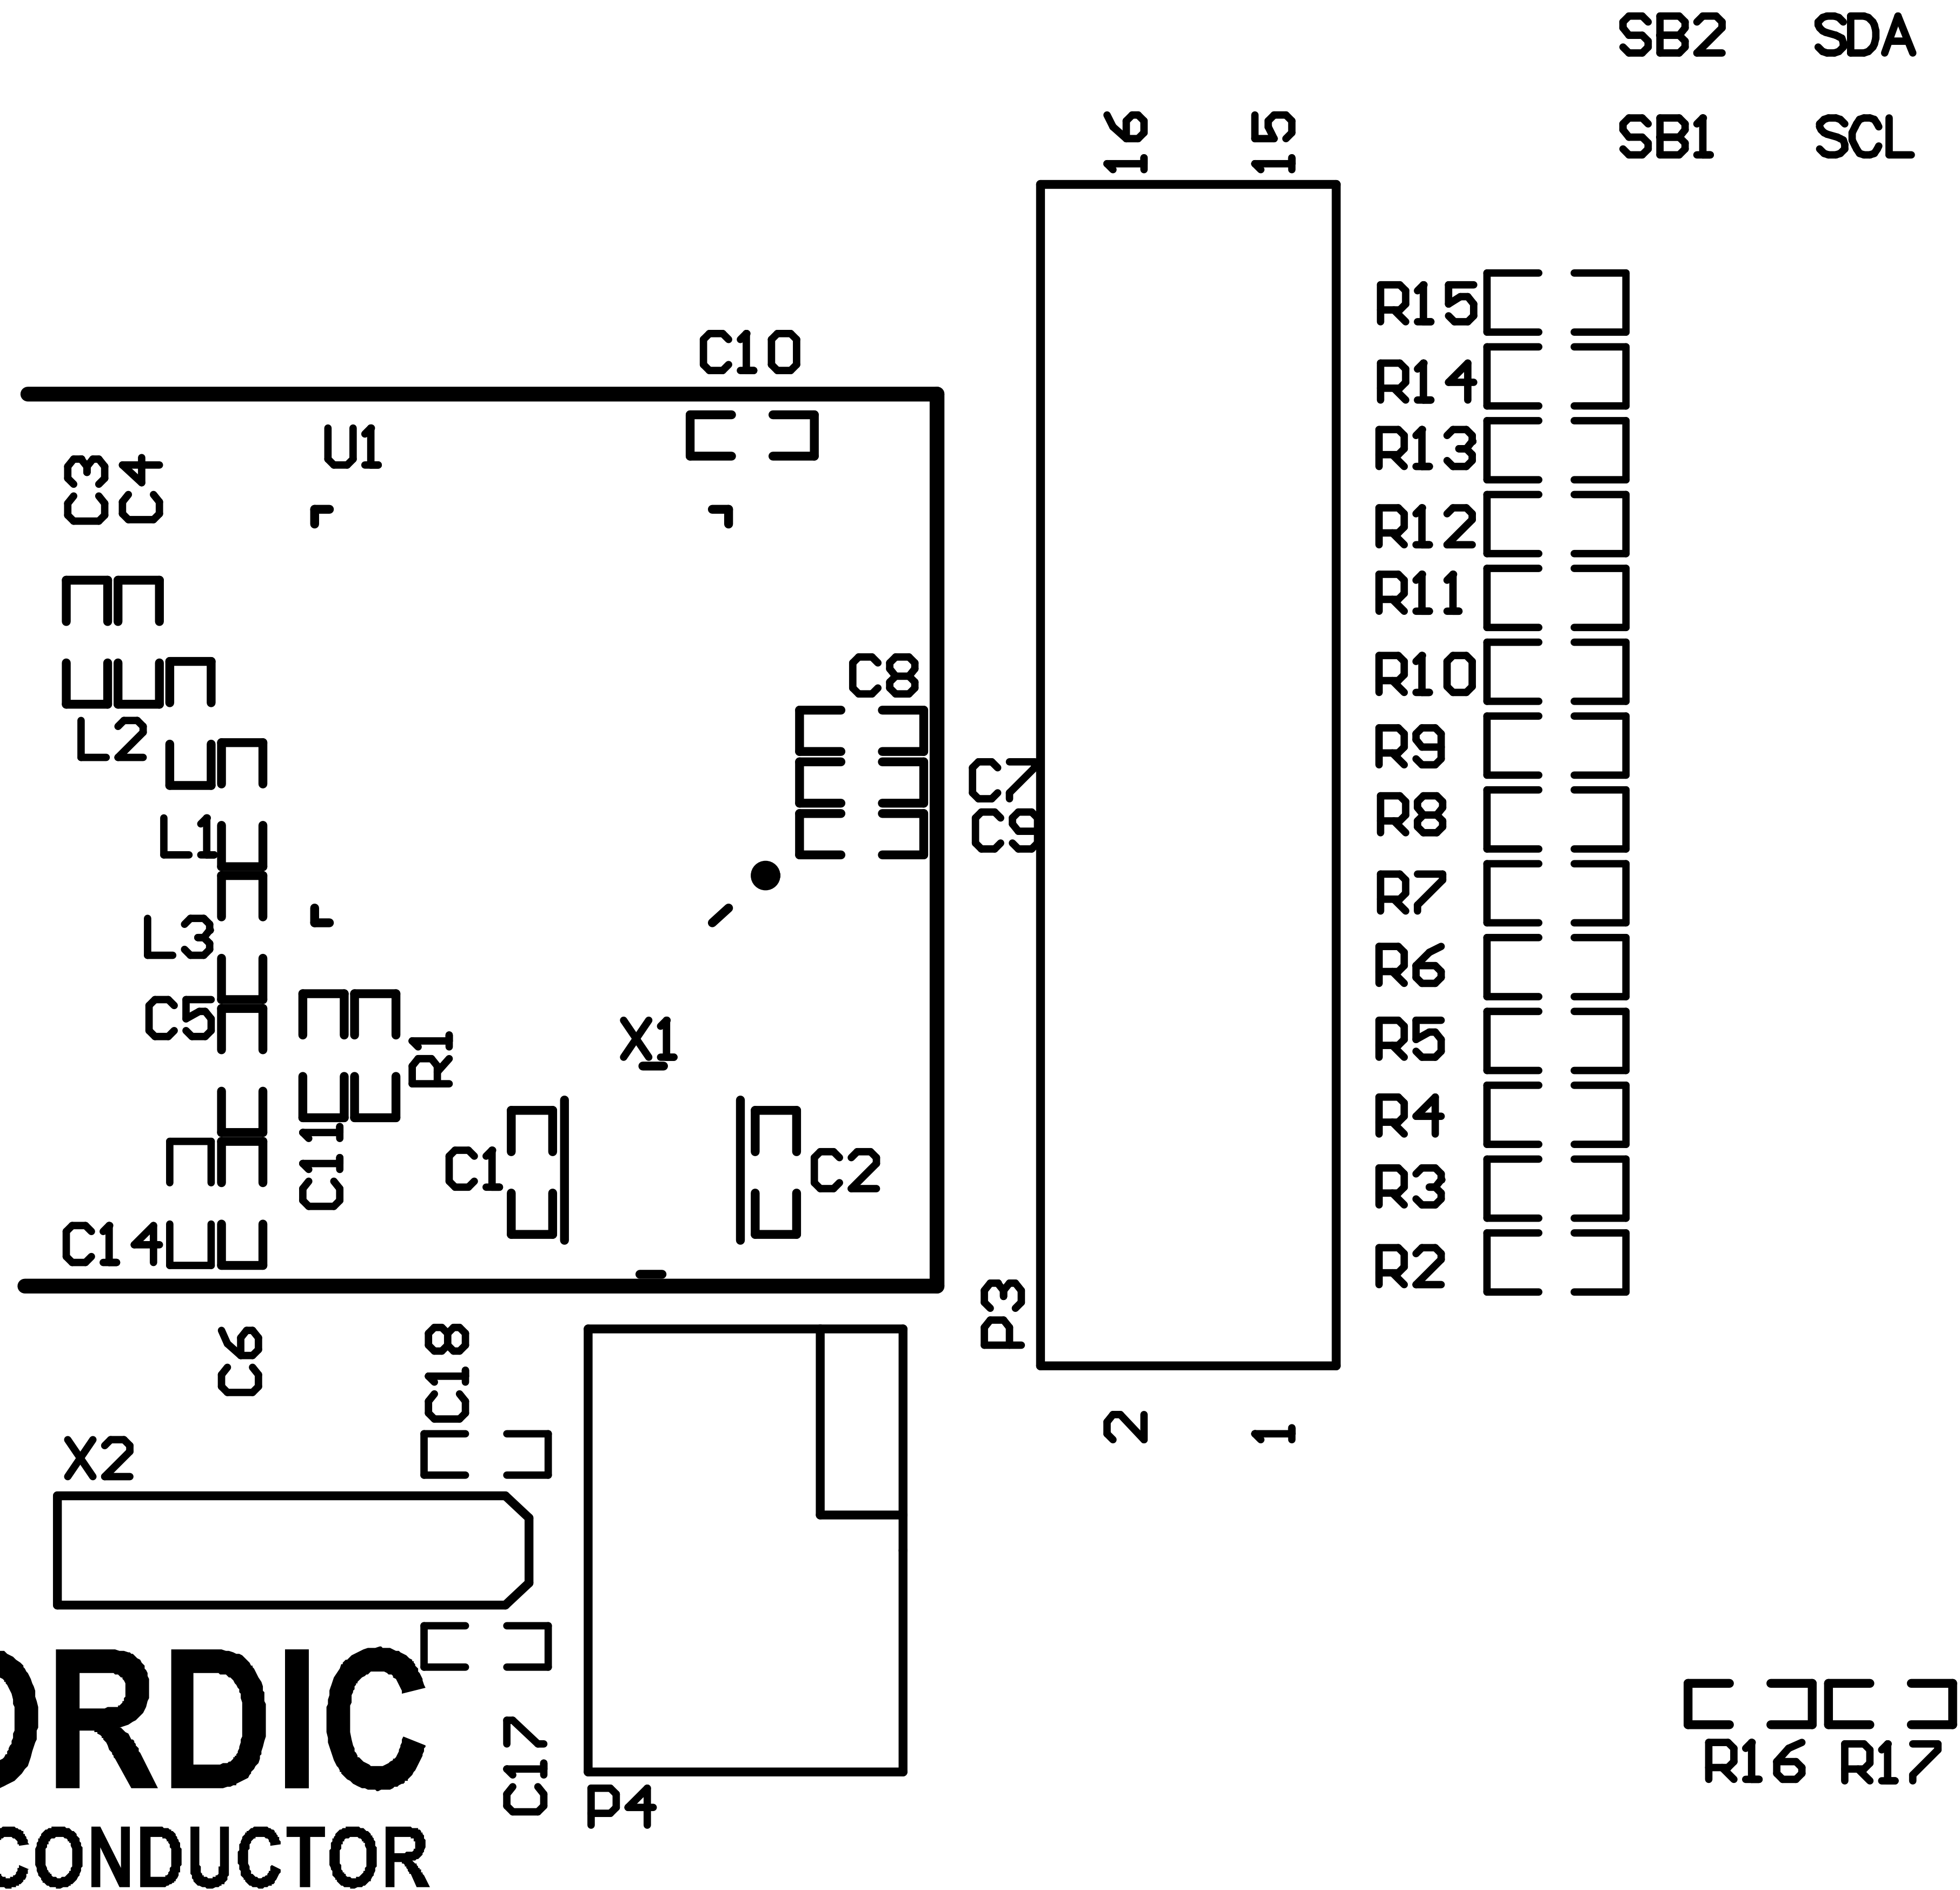 SB2 SDA
16 15
SB1 SCL
R15
C10
R14
U1
R13
C3 C4
R12
R11
C8
R10
L2
R9
C7
R8
L1 C9
R7
L3
R6
C5
R1
X1
R5
R4
C11
C1 C2
R3
C14
R2
P3
C6
C18
2 1
X2
ORDIC
R16 R17
C17
P4
CONDUCTOR